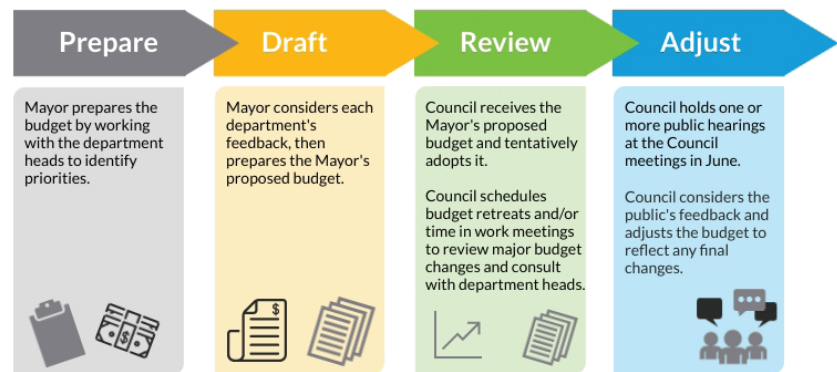 Prepare
Draft
Review
Adjust
Mayor prepares the
budget by working
with the department
heads to identify
priorities.
Mayor considers each
department's
feedback, then
prepares the Mayor's
proposed budget.
Council receives the
Mayor's proposed
budget and tentatively
adopts it.
Council schedules
budget retreats and/or
time in work meetings
to review major budget
changes and consult
with department heads.
Council holds one or
more public hearings
at the Council
meetings in June.
Council considers the
public's feedback and
adjusts the budget to
reflect any final
changes.
$
$